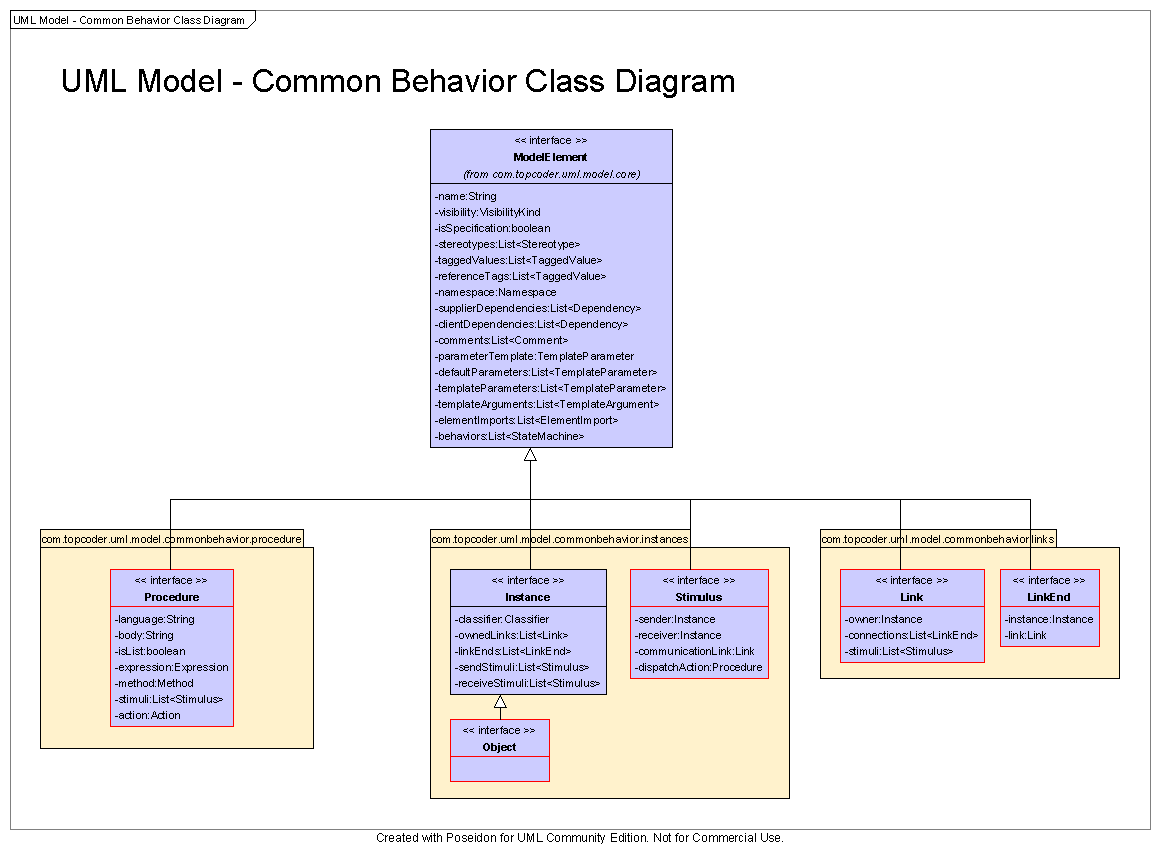 UML Model - Common Behavior Class Diagram
UML Model - Common Behavior Class Diagram
<< interface >>
ModelElement
(from com.topcoder.uml.model.core)
-name:String
-visibility:VisibilityKind
-isSpecification:boolean
-stereotypes:List<Stereotype>
-taggedValues:List<TaggedValue>
-referenceTags:List<TaggedValue>
-namespace:Namespace
-supplierDependencies:List<Dependency>
-clientDependencies:List<Dependency>
-comments:List<Comment>
-parameterTemplate:TemplateParameter
-defaultParameters:List<TemplateParameter>
-templateParameters:List<TemplateParameter>
-templateArguments:List<TemplateArgument>
-elementImports:List<ElementImport>
-behaviors:List<StateMachine>
com.topcoder.uml.model.commonbehavior.procedure
<< interface >>
Procedure
-language:String
-body:String
-isList:boolean
-expression:Expression
-method:Method
-stimuli:List<Stimulus>
-action:Action
com.topcoder.uml.model.commonbehavior.instances
<< interface >>
Instance
-classifier:Classifier
-ownedLinks:List<Link>
-linkEnds:List<LinkEnd>
-sendStimuli:List<Stimulus>
-receiveStimuli:List<Stimulus>
<< interface >>
Object
<< interface >>
Stimulus
-sender:Instance
-receiver:Instance
-communicationLink:Link
-dispatchAction:Procedure
com.topcoder.uml.model.commonbehavior.links
<< interface >>
Link
-owner:Instance
-connections:List<LinkEnd>
-stimuli:List<Stimulus>
<< interface >>
LinkEnd
-instance:Instance
-link:Link
Created with Poseidon for UML Community Edition. Not for Commercial Use.